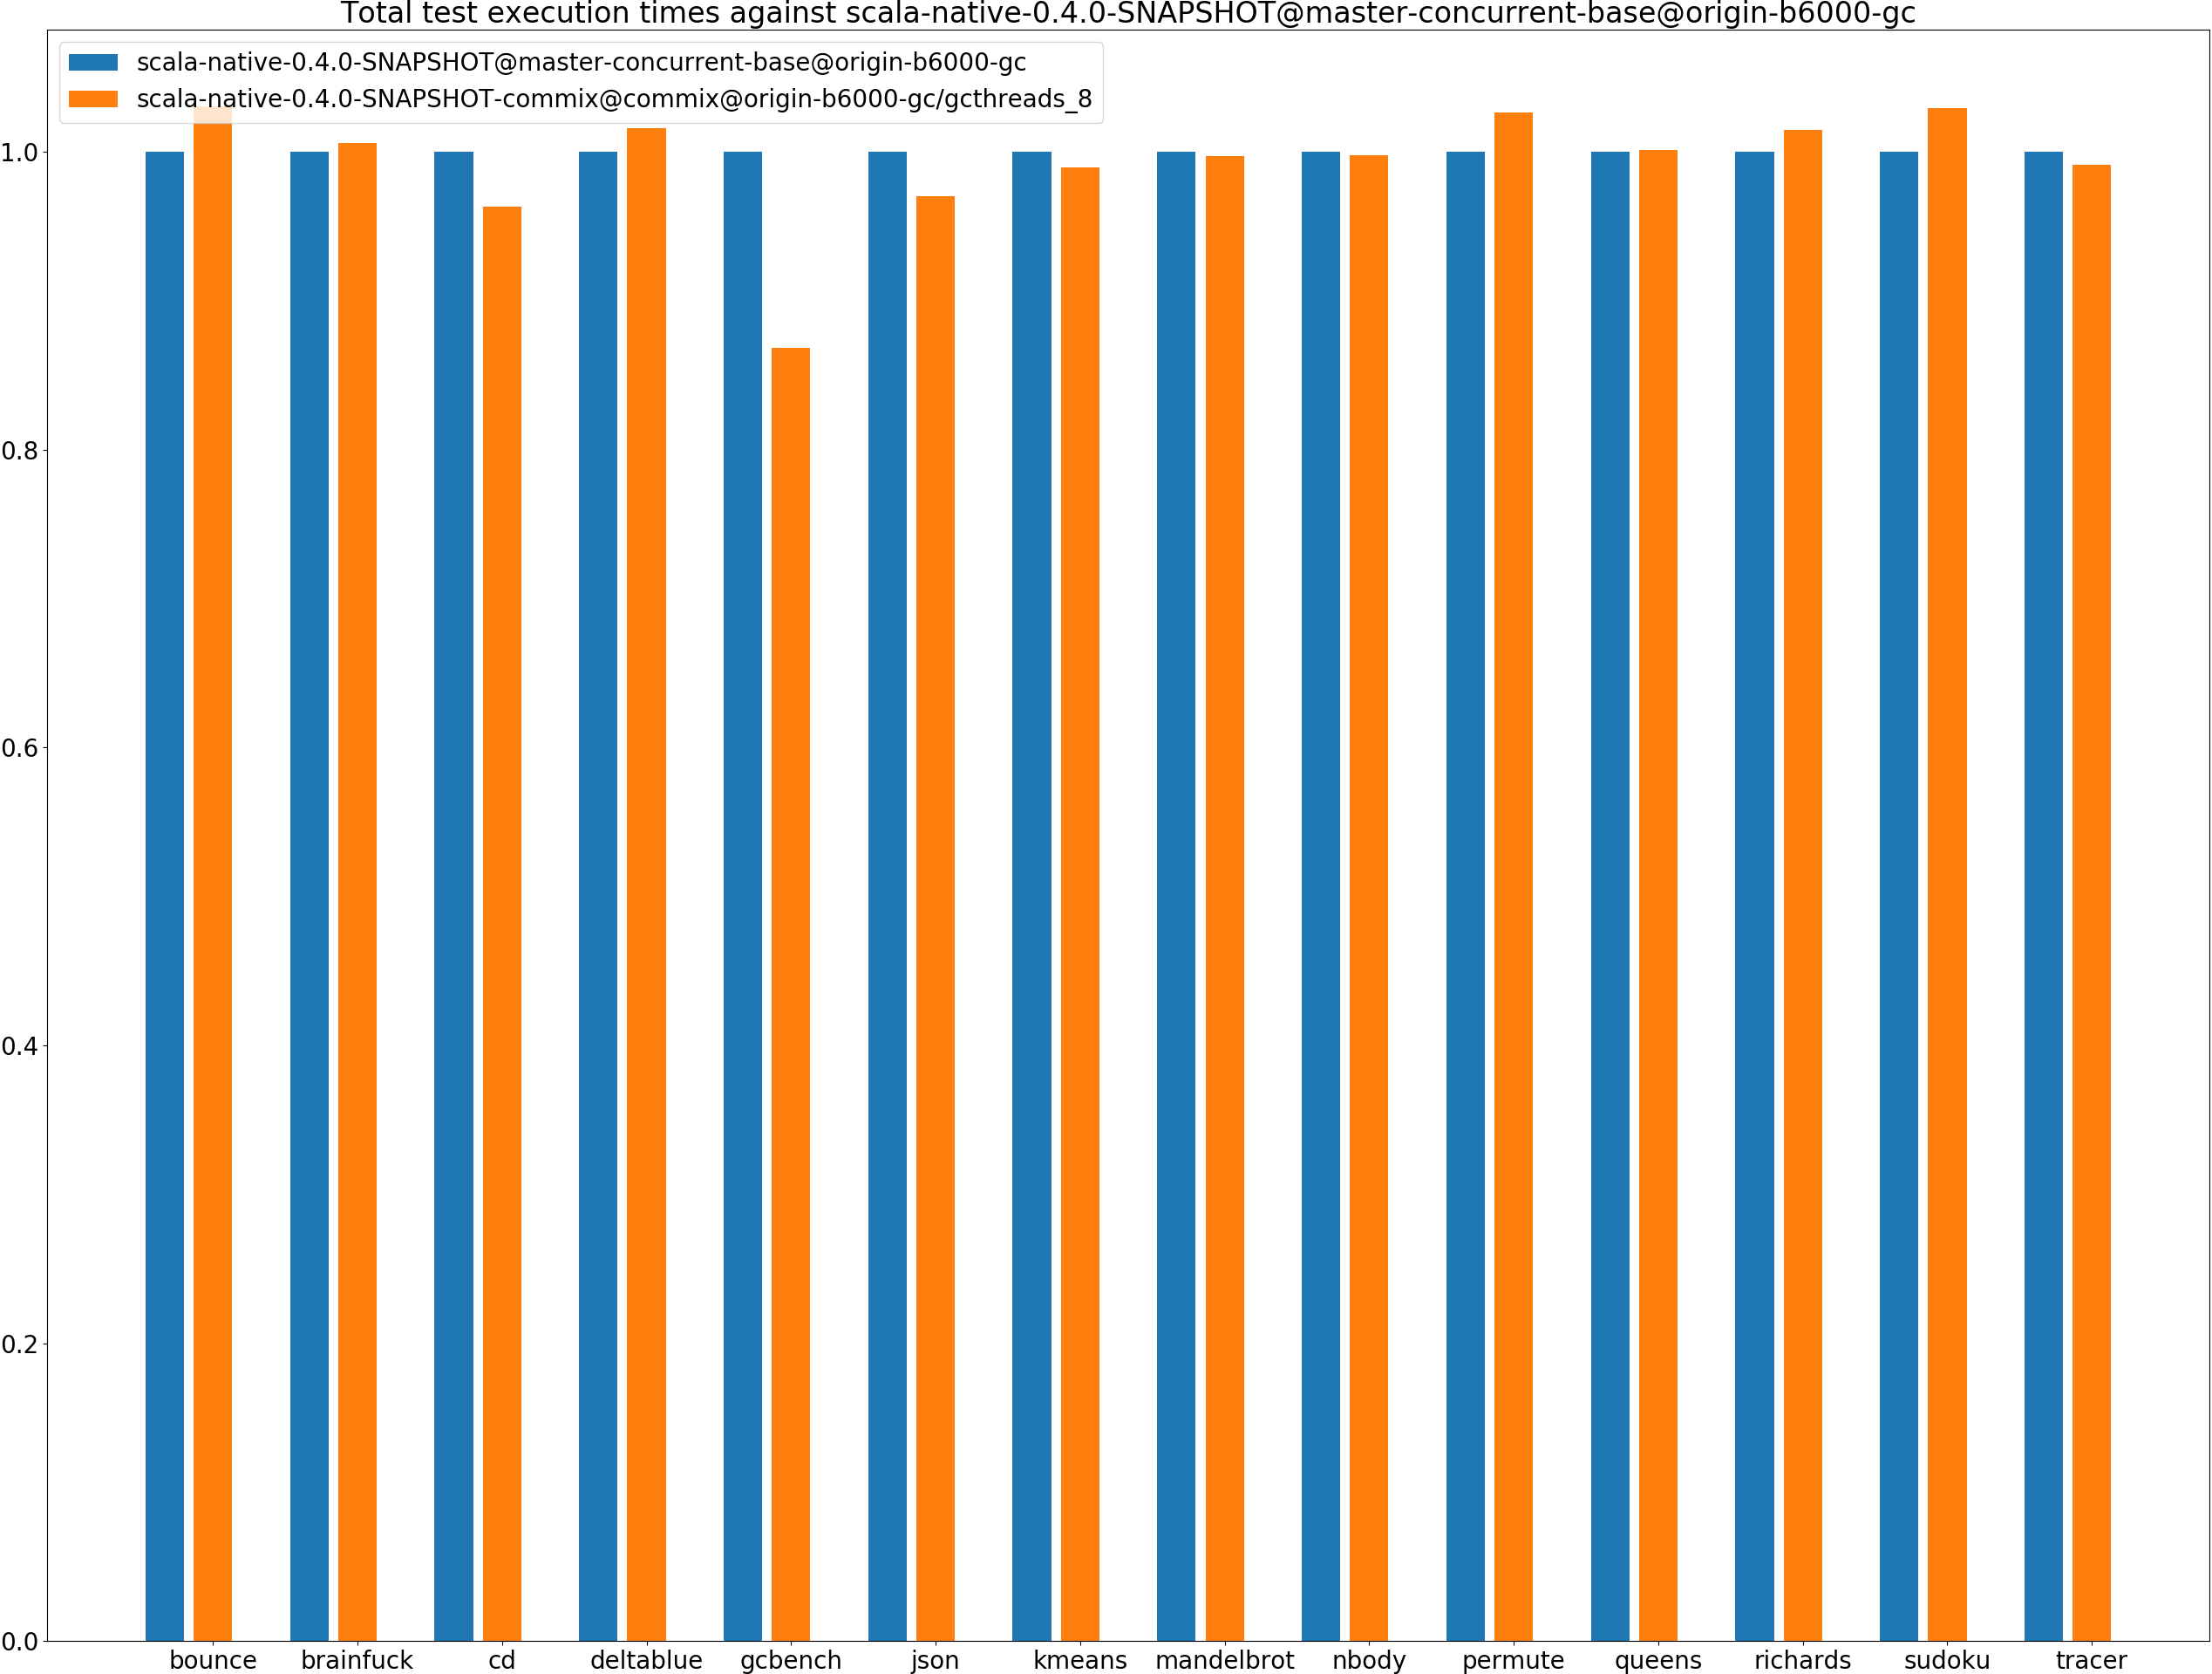 Total test execution times against scala-native-0.4.0-SNAPSHOT@master-concurrent-base@origin-b6000-gc
scala-native-0.4.0-SNAPSHOT@master-concurrent-base@origin-b6000-gc
scala-native-0.4.0-SNAPSHOT-commix@commix@origin-b6000-gc/gcthreads_8
1.0
0.8
0.6
0.4
0.2
0.0
bounce brainfuck cd deltablue gcbench json kmeans mandelbrot nbody permute queens richards sudoku tracer